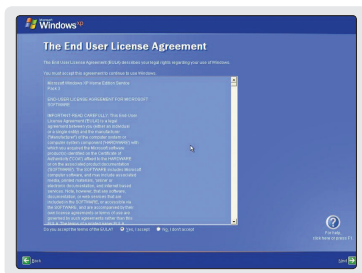 Microsoft
Windows xp
The End User License Agreement
The End User License Agreement (EULA) describes your legal rights regarding your use of Windows.
You must accept this agreement to continue to use Windows.
Microsoft Windows XP Home Edition Service
Pack 2
END-USER LICENSE AGREEMENT FOR MICROSOFT
SOFTWARE
IMPORTANT-READ CAREFULLY: This End User
License Agreement (EULA) is a legal
agreement between you (either an individual
or a single entity) and the manufacturer
("Manufacturer") of the computer system or
computer system component (HARDWARE) with
which you acquired the Microsoft software
product(s) identified on the Certificate of
Authenticity ("COA") affixed to the HARDWARE
or on the associated product documentation
("SOFTWARE"). The SOFTWARE includes Microsoft
computer software, and may include associated
media, printed materials, "online" or
electronic documentation, and Internet based
services. Note, however, that any software,
documentation, or web services that are
included in the SOFTWARE, or accessible via
the SOFTWARE, and are accompanied by their
own license agreements or terms of use are
governed by such agreements rather than this
Do you accept the terms of the EULA? Yes, I accept No, I don't accept
For help,
click here or press F1.
Back
Next